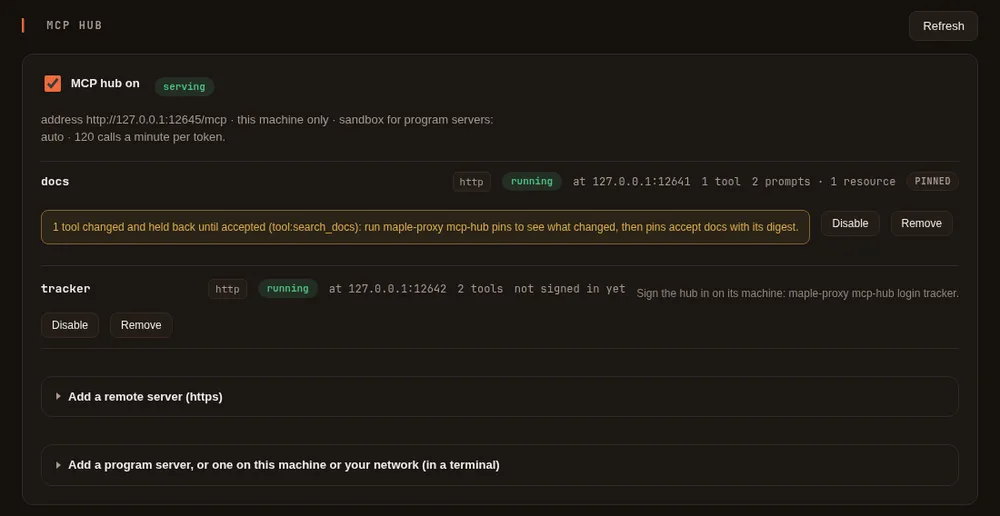 MCP HUB
Refresh
MCP hub on
serving
address http://127.0.0.1:12645/mcp · this machine only · sandbox for program servers:
auto · 120 calls a minute per token.
docs
http
running
at 127.0.0.1:12641
1 tool
2 prompts · 1 resource
PINNED
1 tool changed and held back until accepted (tool:search_docs): run maple-proxy mcp-hub pins to see what changed, then pins accept docs with its digest.
Disable
Remove
tracker
http
running
at 127.0.0.1:12642
2 tools
not signed in yet
Sign the hub in on its machine: maple-proxy mcp-hub login tracker.
Disable
Remove
Add a remote server (https)
Add a program server, or one on this machine or your network (in a terminal)